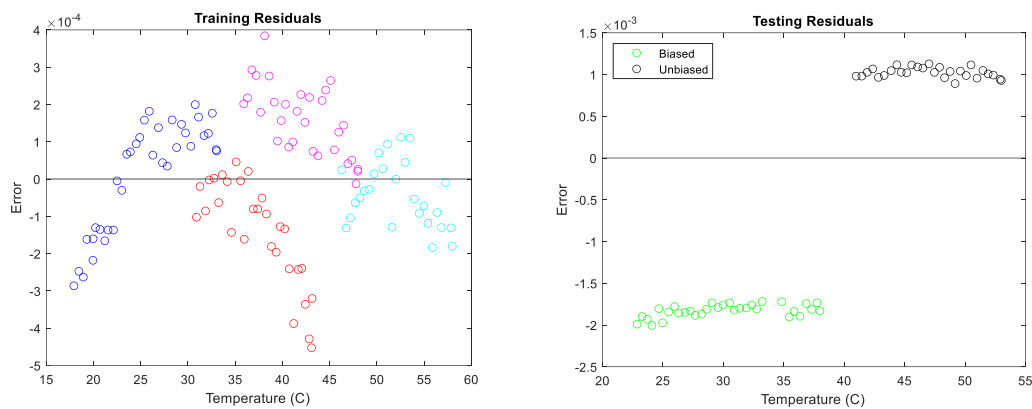 Training Residuals
×10⁻⁴
4
3
2
1
0
-1
-2
-3
-4
-5
Error
15 20 25 30 35 40 45 50 55 60
Temperature (C)
Testing Residuals
×10⁻³
1.5
1
0.5
0
-0.5
-1
-1.5
-2
-2.5
Error
Biased
Unbiased
20 25 30 35 40 45 50 55
Temperature (C)